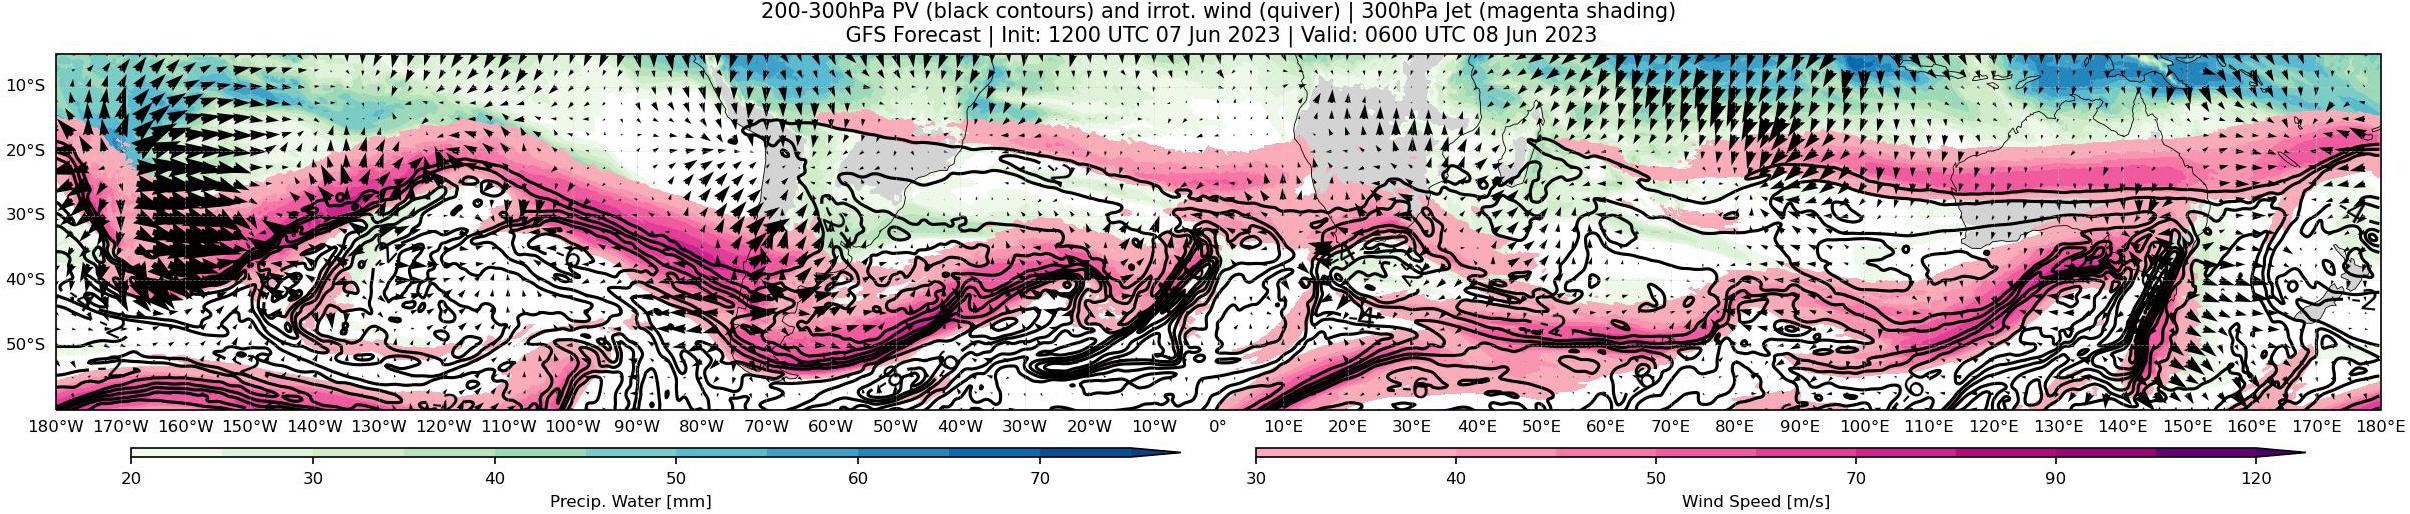 200-300hPa PV (black contours) and irrot. wind (quiver) | 300hPa Jet (magenta shading)
GFS Forecast | Init: 1200 UTC 07 Jun 2023 | Valid: 0600 UTC 08 Jun 2023
10°S
20°S
30°S
40°S
50°S
180°W 170°W 160°W 150°W 140°W 130°W 120°W 110°W 100°W 90°W 80°W 70°W 60°W 50°W 40°W 30°W 20°W 10°W 0° 10°E 20°E 30°E 40°E 50°E 60°E 70°E 80°E 90°E 100°E 110°E 120°E 130°E 140°E 150°E 160°E 170°E 180°E
20 30 40 50 60 70
Precip. Water [mm]
30 40 50 70 90 120
Wind Speed [m/s]